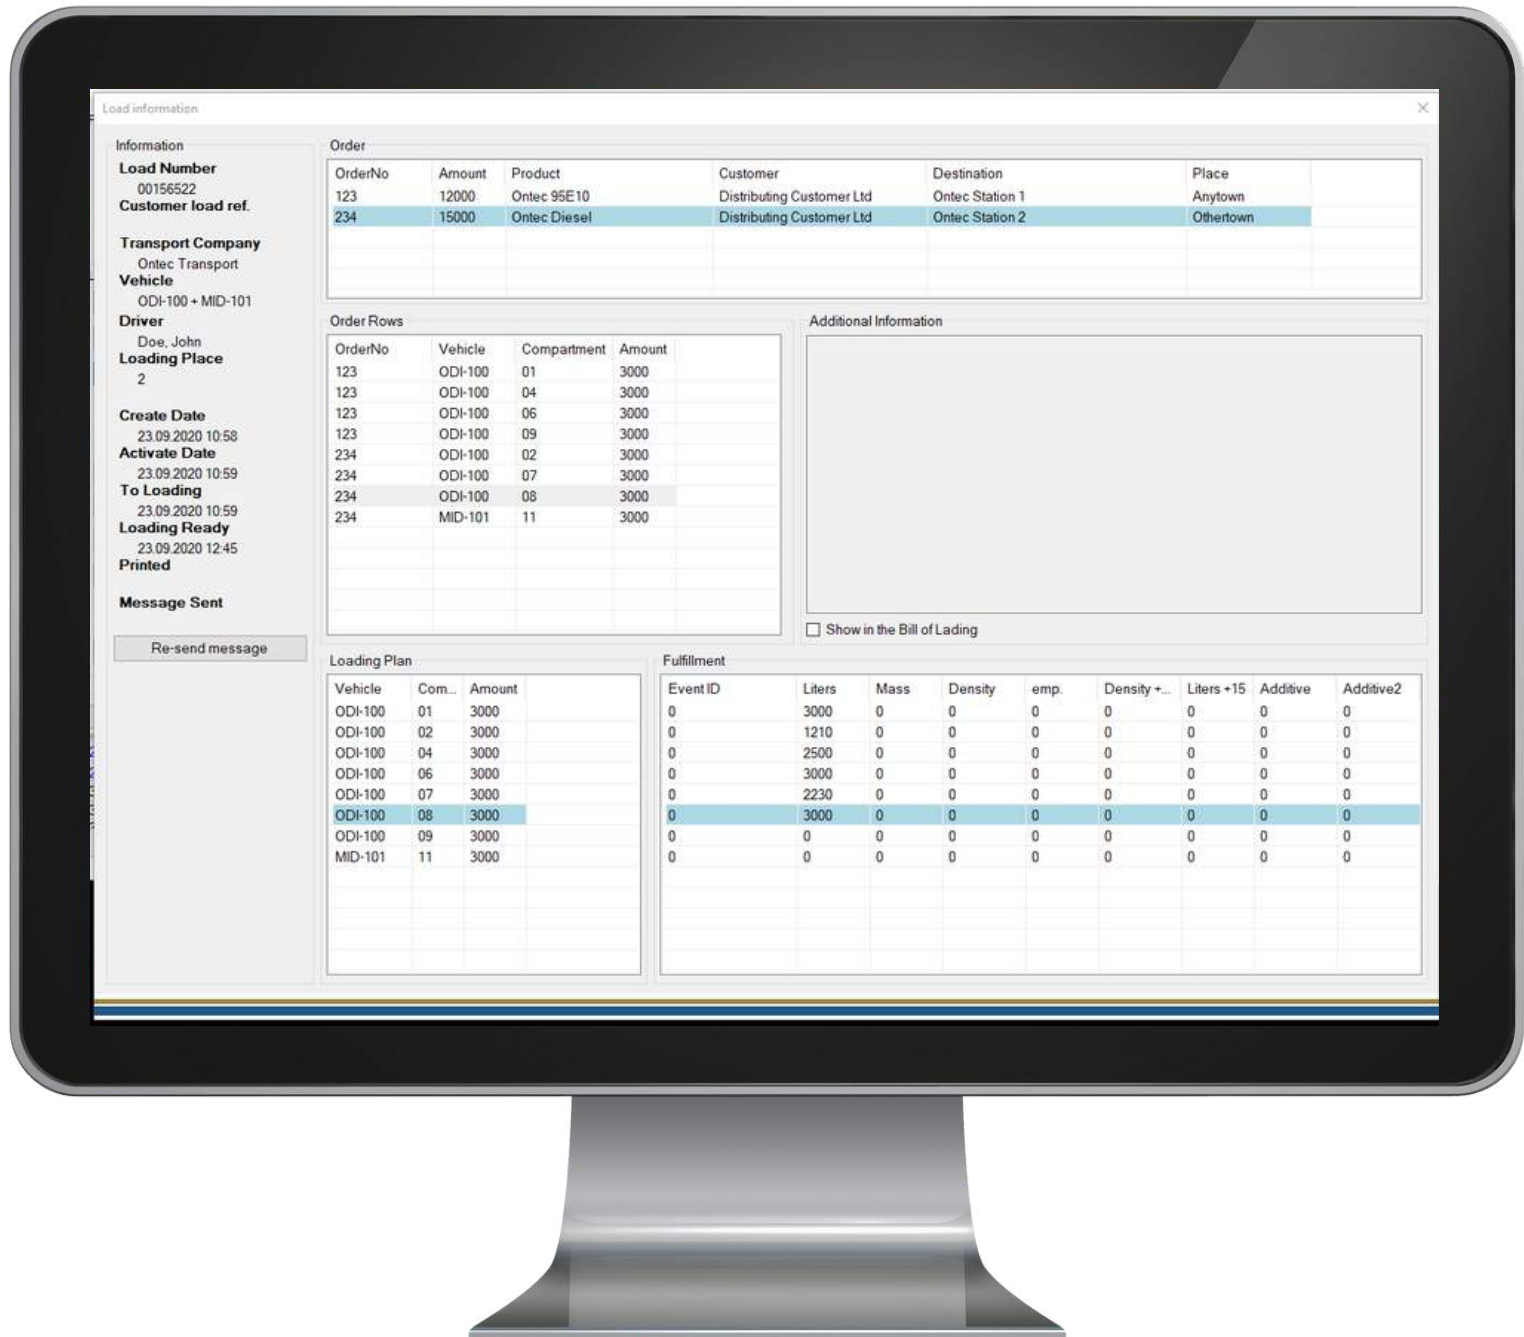 Load information
Information
Load Number
00156522
Customer load ref.
Transport Company
Ontec Transport
Vehicle
ODI-100 + MID-101
Driver
Doe, John
Loading Place
2
Create Date
23.09.2020 10:58
Activate Date
23.09.2020 10:59
To Loading
23.09.2020 10:59
Loading Ready
23.09.2020 12:45
Printed
Message Sent
Re-send message
Order
OrderNo Amount Product Customer Destination Place
123 12000 Ontec 95E10 Distributing Customer Ltd Ontec Station 1 Anytown
234 15000 Ontec Diesel Distributing Customer Ltd Ontec Station 2 Othertown
Order Rows
OrderNo Vehicle Compartment Amount
123 ODI-100 01 3000
123 ODI-100 04 3000
123 ODI-100 06 3000
123 ODI-100 09 3000
234 ODI-100 02 3000
234 ODI-100 07 3000
234 ODI-100 08 3000
234 MID-101 11 3000
Additional Information
Show in the Bill of Lading
Loading Plan
Vehicle Com... Amount
ODI-100 01 3000
ODI-100 02 3000
ODI-100 04 3000
ODI-100 06 3000
ODI-100 07 3000
ODI-100 08 3000
ODI-100 09 3000
MID-101 11 3000
Fulfillment
Event ID Liters Mass Density emp. Density +... Liters +15 Additive Additive2
0 3000 0 0 0 0 0 0 0
0 1210 0 0 0 0 0 0 0
0 2500 0 0 0 0 0 0 0
0 3000 0 0 0 0 0 0 0
0 2230 0 0 0 0 0 0 0
0 3000 0 0 0 0 0 0 0
0 0 0 0 0 0 0 0 0
0 0 0 0 0 0 0 0 0